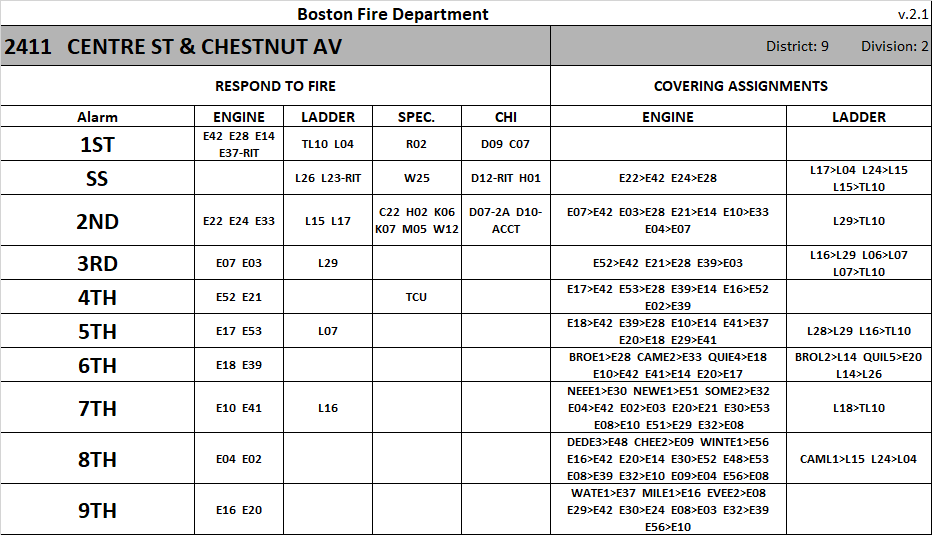 Boston Fire Department v.2.1
2411 CENTRE ST & CHESTNUT AV District: 9 Division: 2
RESPOND TO FIRE COVERING ASSIGNMENTS
Alarm ENGINE LADDER SPEC. CHI ENGINE LADDER
1ST
E42 E28 E14
E37-RIT
TL10 L04
R02
D09 C07
SS
L26 L23-RIT
W25
D12-RIT H01
E22>E42 E24>E28
L17>L04 L24>L15
L15>TL10
2ND
E22 E24 E33
L15 L17
C22 H02 K06
K07 M05 W12
D07-2A D10-
ACCT
E07>E42 E03>E28 E21>E14 E10>E33
E04>E07
L29>TL10
3RD
E07 E03
L29
E52>E42 E21>E28 E39>E03
L16>L29 L06>L07
L07>TL10
4TH
E52 E21
TCU
E17>E42 E53>E28 E39>E14 E16>E52
E02>E39
5TH
E17 E53
L07
E18>E42 E39>E28 E10>E14 E41>E37
E20>E18 E29>E41
L28>L29 L16>TL10
6TH
E18 E39
BROE1>E28 CAME2>E33 QUIE4>E18
E10>E42 E41>E14 E20>E17
BROL2>L14 QUIL5>E20
L14>L26
7TH
E10 E41
L16
NEEE1>E30 NEWE1>E51 SOME2>E32
E04>E42 E02>E03 E20>E21 E30>E53
E08>E10 E51>E29 E32>E08
L18>TL10
8TH
E04 E02
DEDE3>E48 CHEE2>E09 WINTE1>E56
E16>E42 E20>E14 E30>E52 E48>E53
E08>E39 E32>E10 E09>E04 E56>E08
CAML1>L15 L24>L04
9TH
E16 E20
WATE1>E37 MILE1>E16 EVEE2>E08
E29>E42 E30>E24 E08>E03 E32>E39
E56>E10